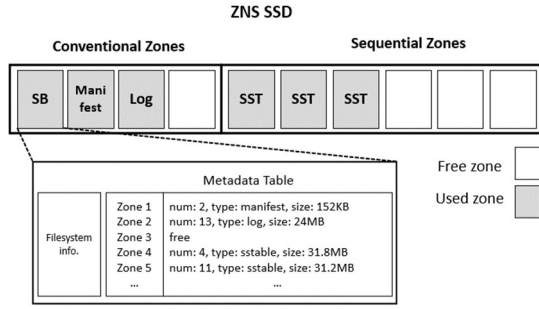 ZNS SSD
Conventional Zones
Sequential Zones
SB
Mani
fest
Log
SST
SST
SST
Free zone
Used zone
Metadata Table
Filesystem
info.
Zone 1 num: 2, type: manifest, size: 152KB
Zone 2 num: 13, type: log, size: 24MB
Zone 3 free
Zone 4 num: 4, type: sstable, size: 31.8MB
Zone 5 num: 11, type: sstable, size: 31.2MB
... ...